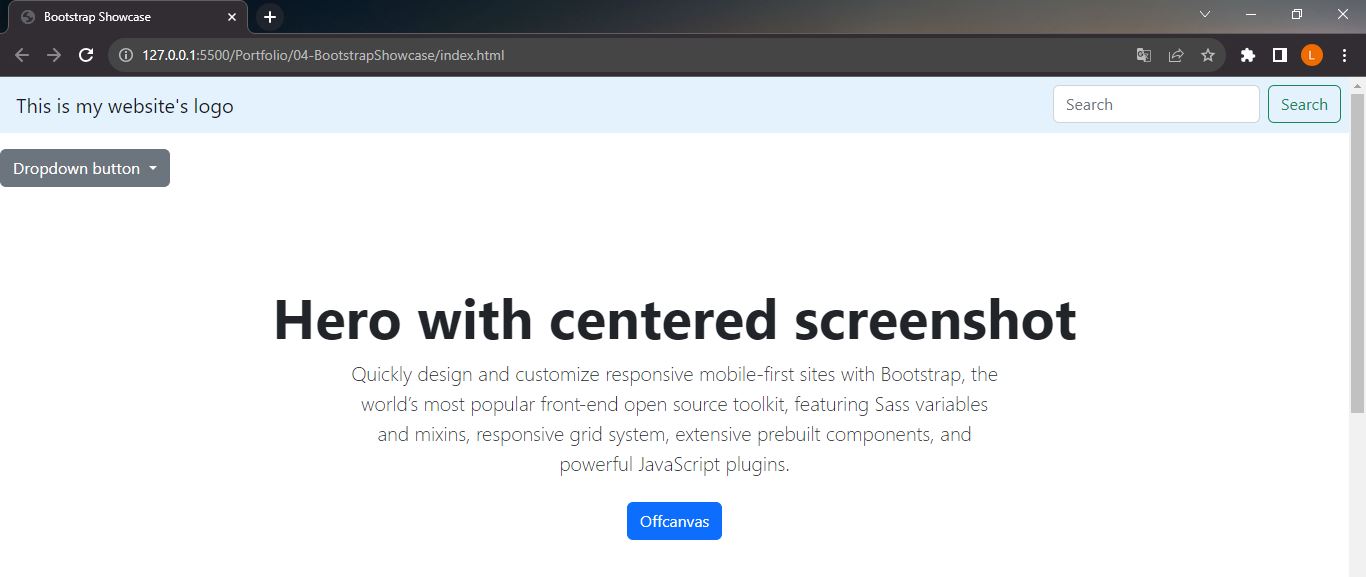 Bootstrap Showcase
127.0.0.1:5500/Portfolio/04-BootstrapShowcase/index.html
L
This is my website's logo
Search
Search
Dropdown button
Hero with centered screenshot
Quickly design and customize responsive mobile-first sites with Bootstrap, the
world’s most popular front-end open source toolkit, featuring Sass variables
and mixins, responsive grid system, extensive prebuilt components, and
powerful JavaScript plugins.
Offcanvas